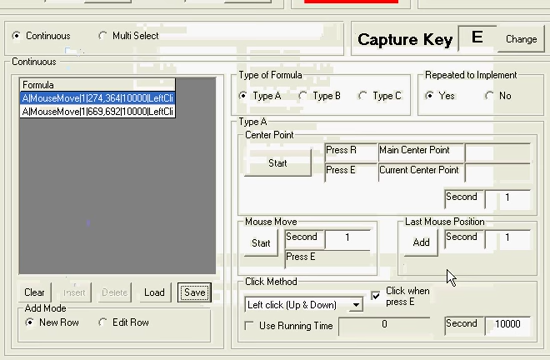 Continuous Multi Select
Capture Key E Change
Continuous
Formula
A|MouseMove|1|274,364|10000|LeftCli
A|MouseMove|1|669,692|10000|LeftCli
Clear Insert Delete Load Save
Add Mode
New Row Edit Row
Type of Formula
Type A Type B Type C
Repeated to Implement
Yes No
Type A
Center Point
Start
Press R Main Center Point
Press E Current Center Point
Second 1
Mouse Move
Start Second 1
Press E
Last Mouse Position
Add Second 1
Click Method
Left click (Up & Down)
Click when
press E
Use Running Time 0 Second 10000